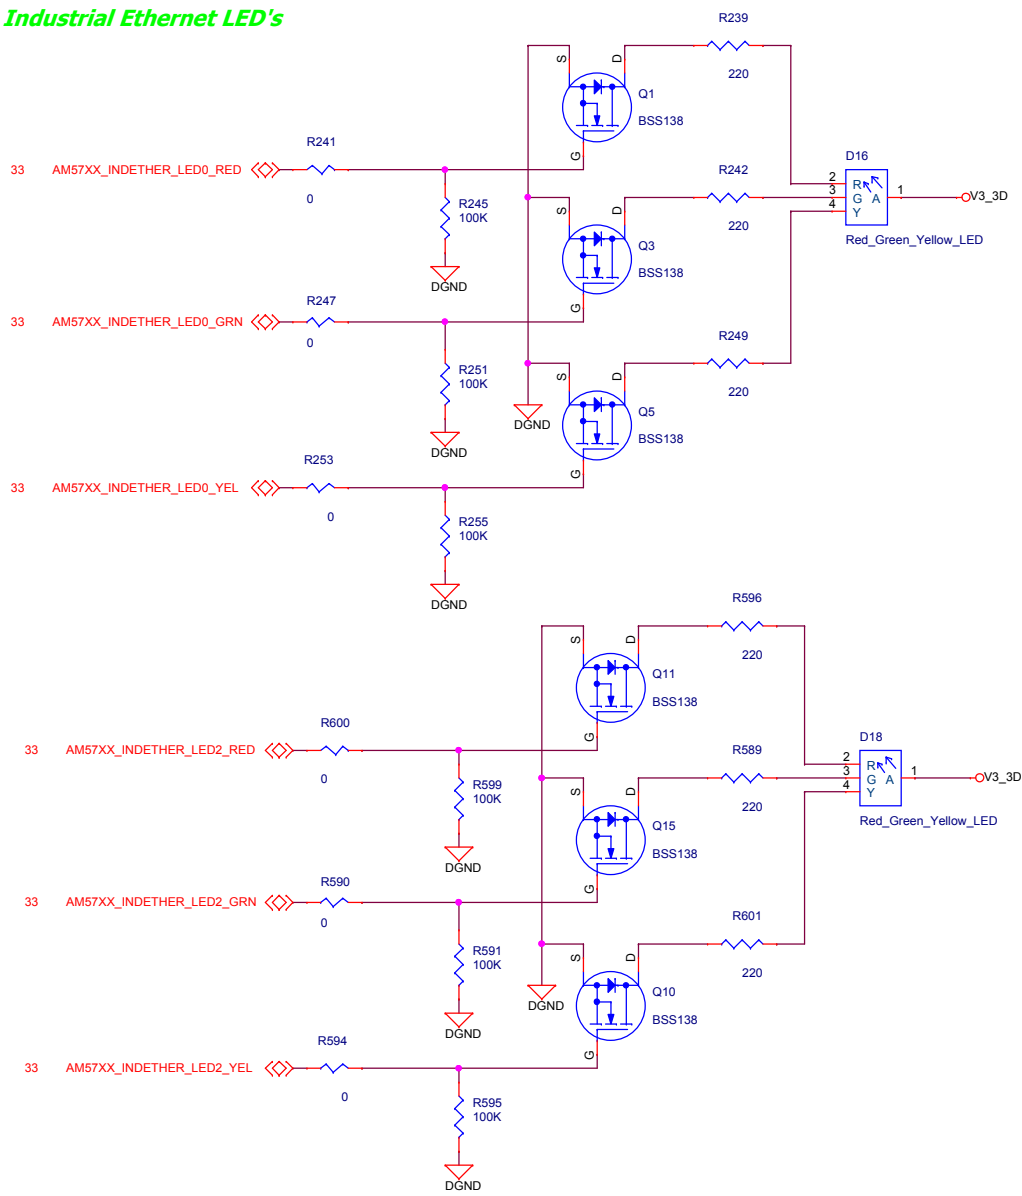 Industrial Ethernet LED's
R239
S
D
220
Q1
BSS138
G
R241
33 AM57XX_INDETHER_LED0_RED
0
R245
100K
DGND
R242
S
D
220
Q3
BSS138
G
D16
2
3
4
R
G A
Y
1
V3_3D
Red_Green_Yellow_LED
R247
33 AM57XX_INDETHER_LED0_GRN
0
R251
100K
DGND
R249
S
D
220
DGND
Q5
BSS138
G
R253
33 AM57XX_INDETHER_LED0_YEL
0
R255
100K
DGND
R596
S
D
220
Q11
BSS138
G
R600
33 AM57XX_INDETHER_LED2_RED
0
R599
100K
DGND
R589
S
D
220
Q15
BSS138
G
D18
2
3
4
R
G A
Y
1
V3_3D
Red_Green_Yellow_LED
R590
33 AM57XX_INDETHER_LED2_GRN
0
R591
100K
DGND
R601
S
D
220
DGND
Q10
BSS138
G
R594
33 AM57XX_INDETHER_LED2_YEL
0
R595
100K
DGND